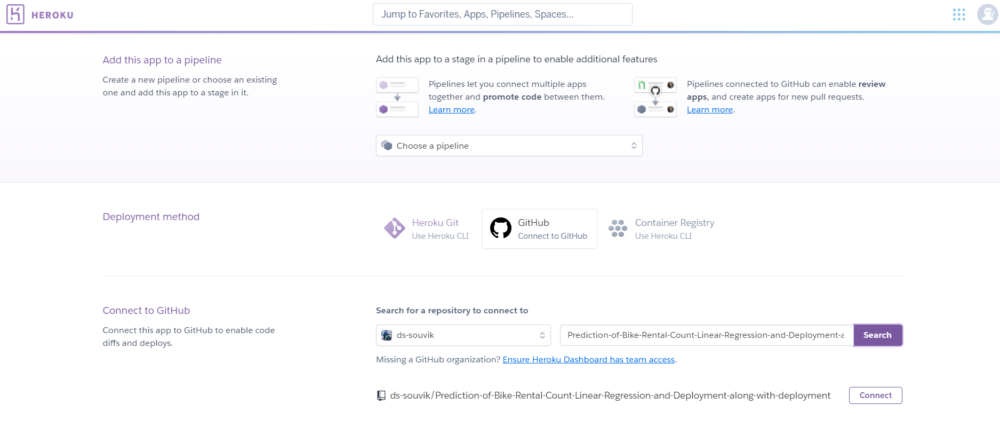 HEROKU
Jump to Favorites, Apps, Pipelines, Spaces...
Add this app to a pipeline
Create a new pipeline or choose an existing
one and add this app to a stage in it.
Add this app to a stage in a pipeline to enable additional features
Pipelines let you connect multiple apps
together and promote code between them.
Learn more.
Pipelines connected to GitHub can enable review
apps, and create apps for new pull requests.
Learn more.
Choose a pipeline
Deployment method
Heroku Git
Use Heroku CLI
GitHub
Connect to GitHub
Container Registry
Use Heroku CLI
Connect to GitHub
Connect this app to GitHub to enable code
diffs and deploys.
Search for a repository to connect to
ds-souvik
Prediction-of-Bike-Rental-Count-Linear-Regression-and-Deployment-a
Search
Missing a GitHub organization? Ensure Heroku Dashboard has team access.
ds-souvik/Prediction-of-Bike-Rental-Count-Linear-Regression-and-Deployment-along-with-deployment
Connect